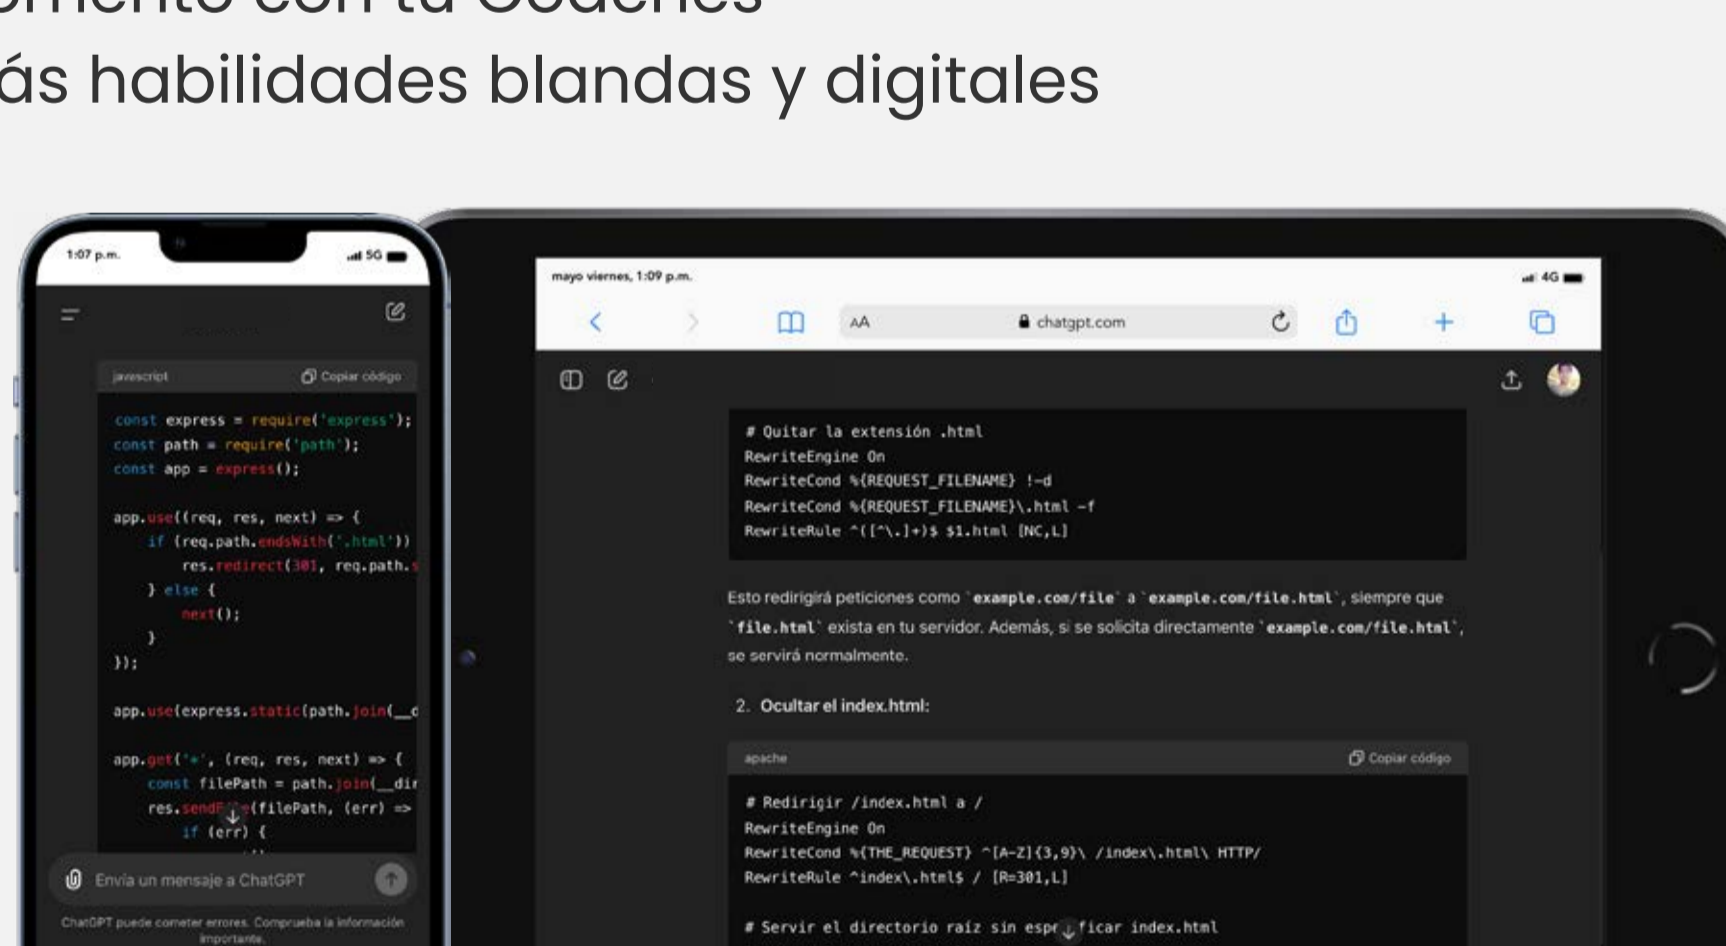 omento con tu Coaches
ás habilidades blandas y digitales
1:07 p.m.
5G
javascript
Copiar código
const express = require('express');
const path = require('path');
const app = express();
app.use((req, res, next) => {
if (req.path.endsWith('.html'))
res.redirect(301, req.path.s
} else {
next();
}
});
app.use(express.static(path.join(__d
app.get('*', (req, res, next) => {
const filePath = path.join(__dir
res.send (filePath, (err) =>
if (err) {
Envía un mensaje a ChatGPT
ChatGPT puede cometer errores. Comprueba la información
importante.
mayo viernes, 1:09 p.m.
4G
AA
chatgpt.com
# Quitar la extensión .html
RewriteEngine On
RewriteCond %{REQUEST_FILENAME} !-d
RewriteCond %{REQUEST_FILENAME}\.html -f
RewriteRule ^([^\.]+)$ $1.html [NC,L]
Esto redirigirá peticiones como `example.com/file` a `example.com/file.html`, siempre que
`file.html` exista en tu servidor. Además, si se solicita directamente `example.com/file.html`,
se servirá normalmente.
2. Ocultar el index.html:
apache
Copiar código
# Redirigir /index.html a /
RewriteEngine On
RewriteCond %{THE_REQUEST} ^[A-Z]{3,9}\ /index\.html\ HTTP/
RewriteRule ^index\.html$ / [R=301,L]
# Servir el directorio raíz sin espe ficar index.html